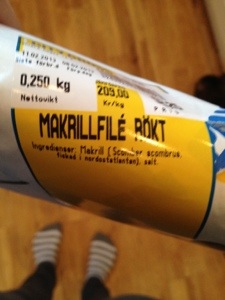 11.02.2013
0,250 kg
Nettovikt
209,00
Kr/kg
MAKRILLFILÉ RÖKT
Ingredienser: Makrill (Scomber scombrus,
fiskad i nordostatlanten), salt.